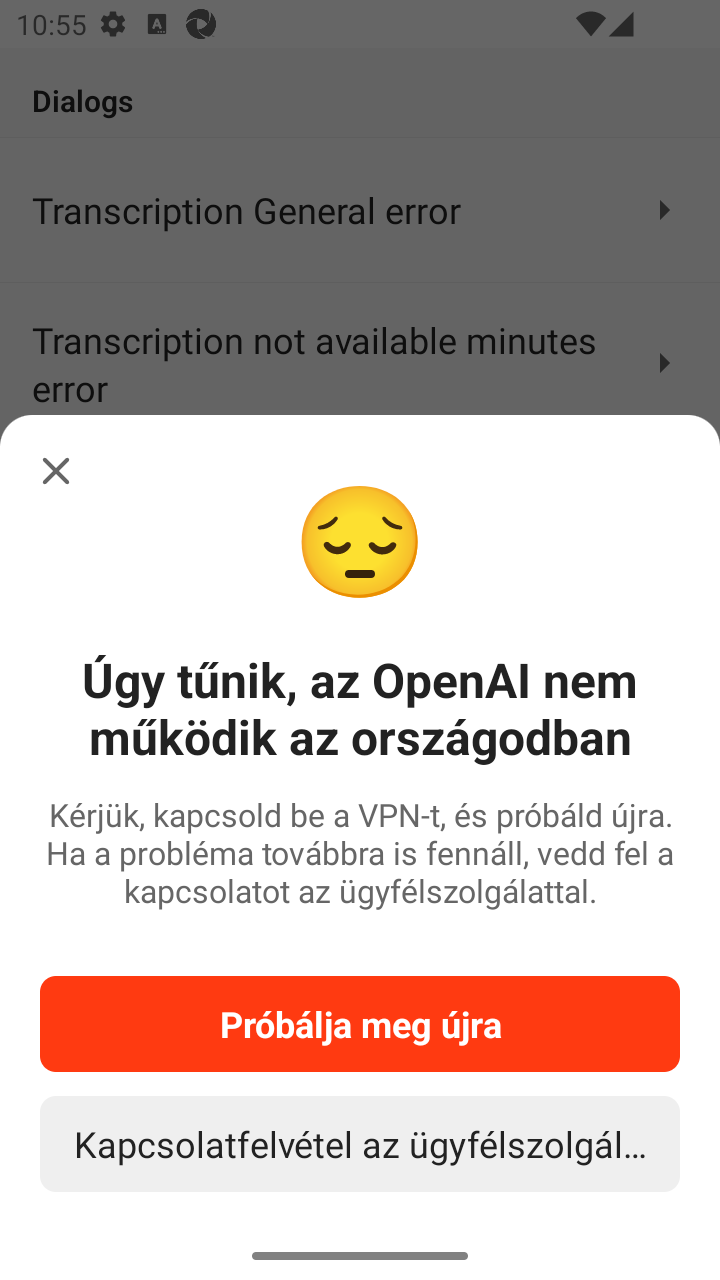 10:55
Dialogs
Transcription General error
Transcription not available minutes
error
Úgy tűnik, az OpenAI nem
működik az országodban
Kérjük, kapcsold be a VPN-t, és próbáld újra.
Ha a probléma továbbra is fennáll, vedd fel a
kapcsolatot az ügyfélszolgálattal.
Próbálja meg újra
Kapcsolatfelvétel az ügyfélszolgál…